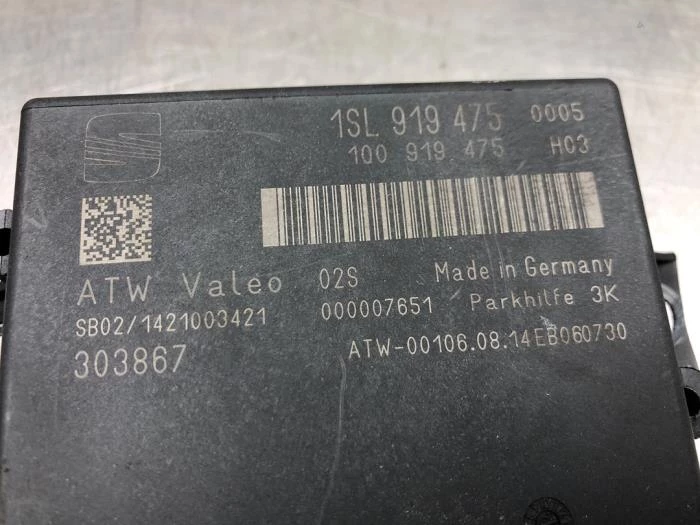 1SL 919 475 0005
1Q0 919 475 H03
ATW Valeo 02S Made in Germany
SB02/1421003421 000007651 Parkhilfe 3K
303867 ATW-00106.08.14EB060730